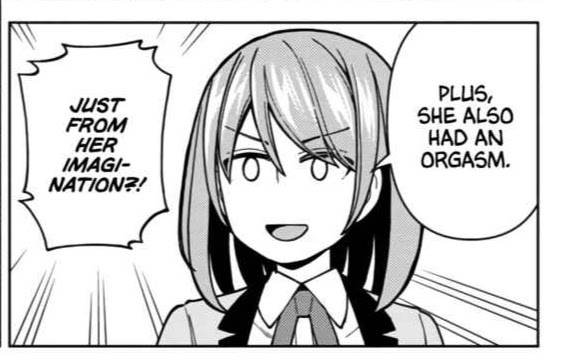 PLUS,
SHE ALSO
HAD AN
ORGASM.
JUST
FROM
HER
IMAGI-
NATION?!